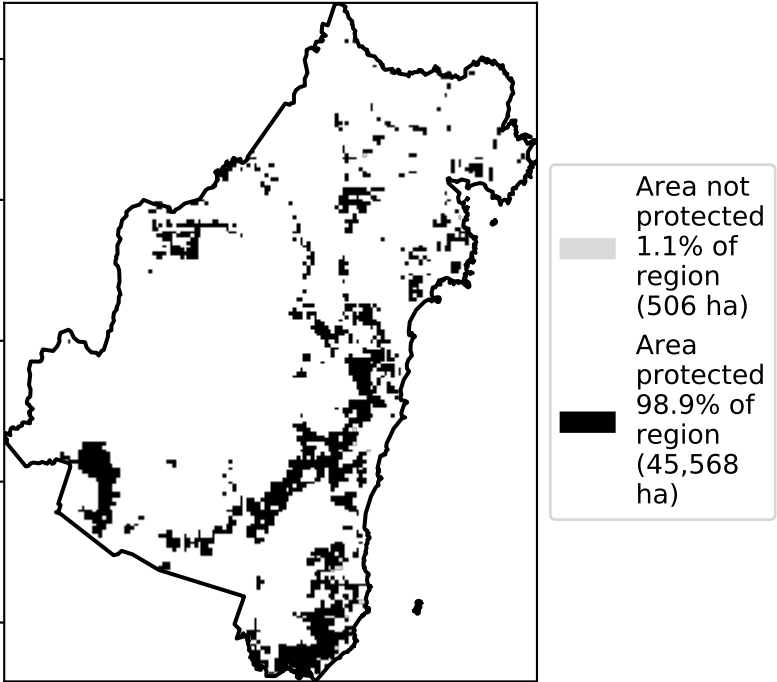 Area not
protected
1.1% of
region
(506 ha)
Area
protected
98.9% of
region
(45,568
ha)